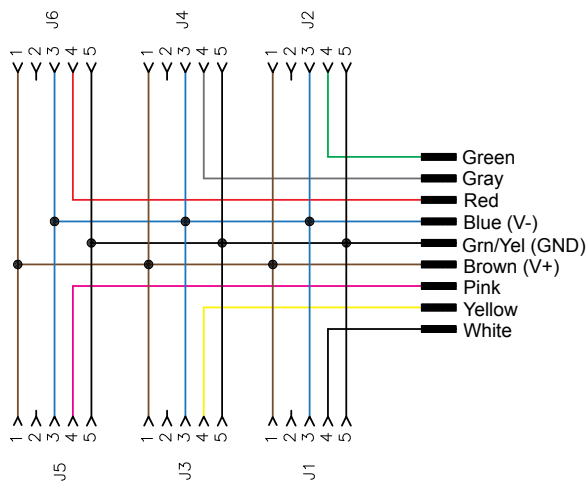 J6 J4 J2
1 2 3 4 5 1 2 3 4 5 1 2 3 4 5
Green
Gray
Red
Blue (V-)
Grn/Yel (GND)
Brown (V+)
Pink
Yellow
White
1 2 3 4 5 1 2 3 4 5 1 2 3 4 5
J5 J3 J1